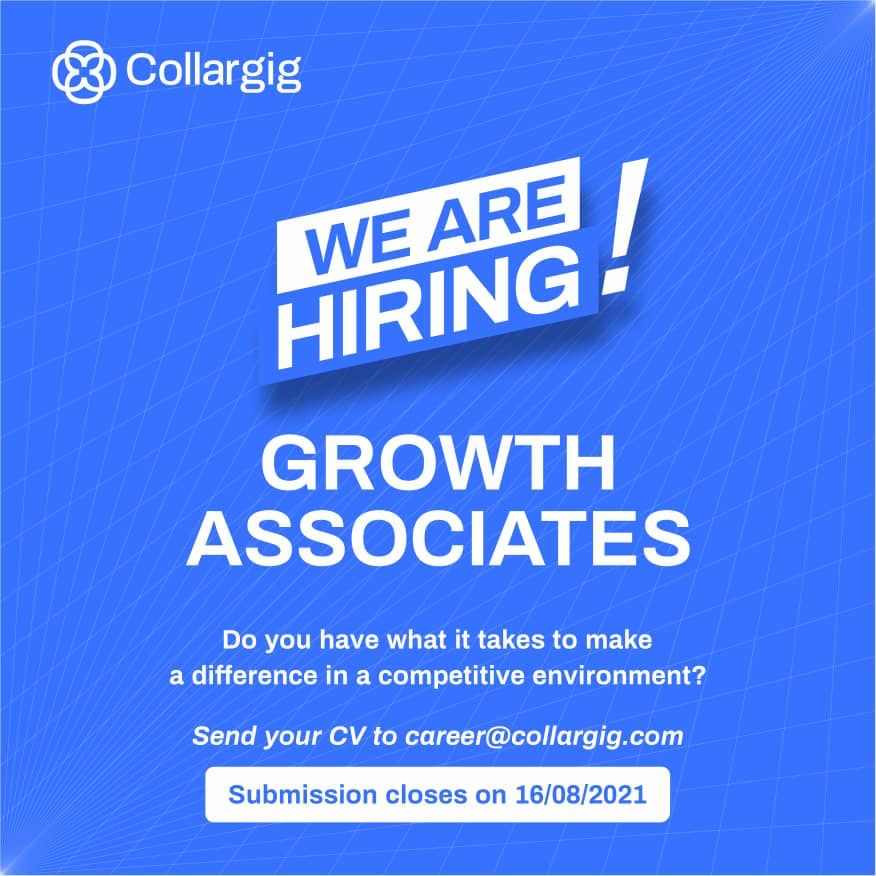 Collargig
WE ARE
HIRING!
GROWTH
ASSOCIATES
Do you have what it takes to make
a difference in a competitive environment?
Send your CV to career@collargig.com
Submission closes on 16/08/2021